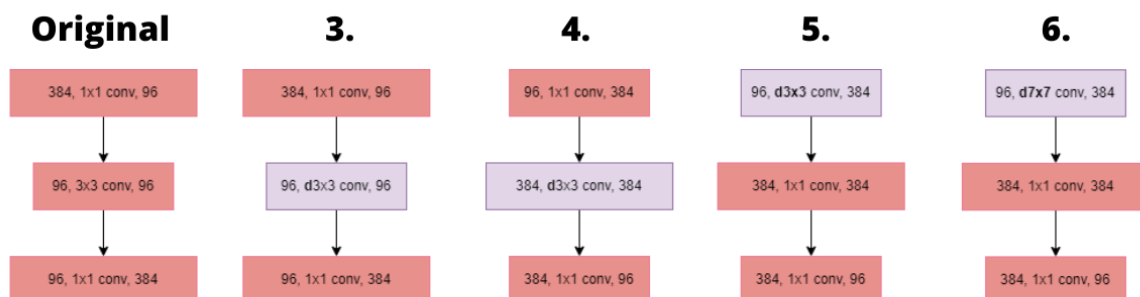 Original
3.
4.
5.
6.
384, 1x1 conv, 96
384, 1x1 conv, 96
96, 1x1 conv, 384
96, d3x3 conv, 384
96, d7x7 conv, 384
96, 3x3 conv, 96
96, d3x3 conv, 96
384, d3x3 conv, 384
384, 1x1 conv, 384
384, 1x1 conv, 384
96, 1x1 conv, 384
96, 1x1 conv, 384
384, 1x1 conv, 96
384, 1x1 conv, 96
384, 1x1 conv, 96